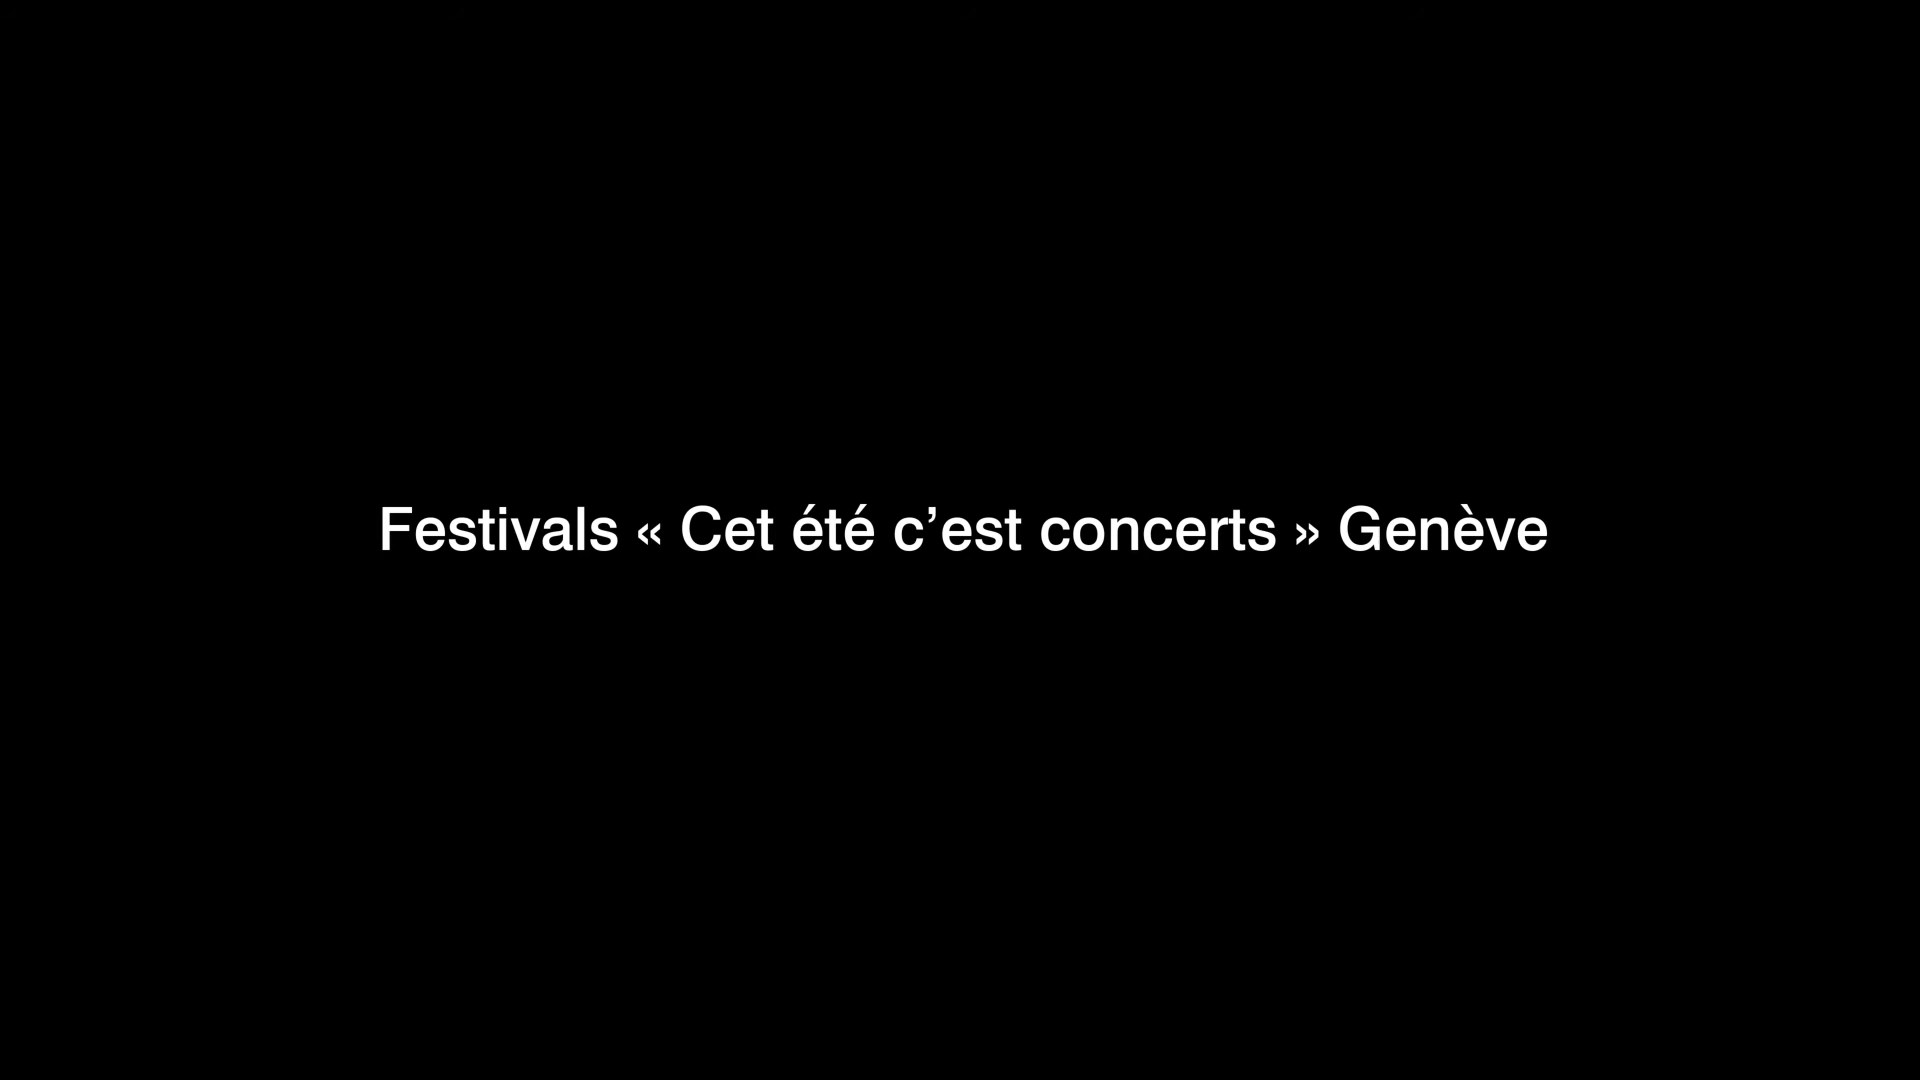 Festivals « Cet été c’est concerts » Genève